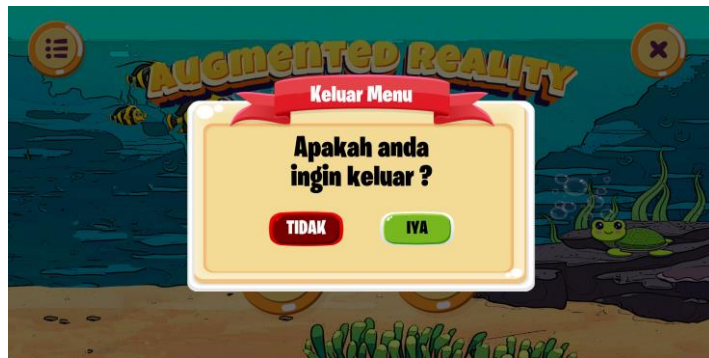 AUGMENTED REALITY
Keluar Menu
Apakah anda
ingin keluar ?
TIDAK
IYA